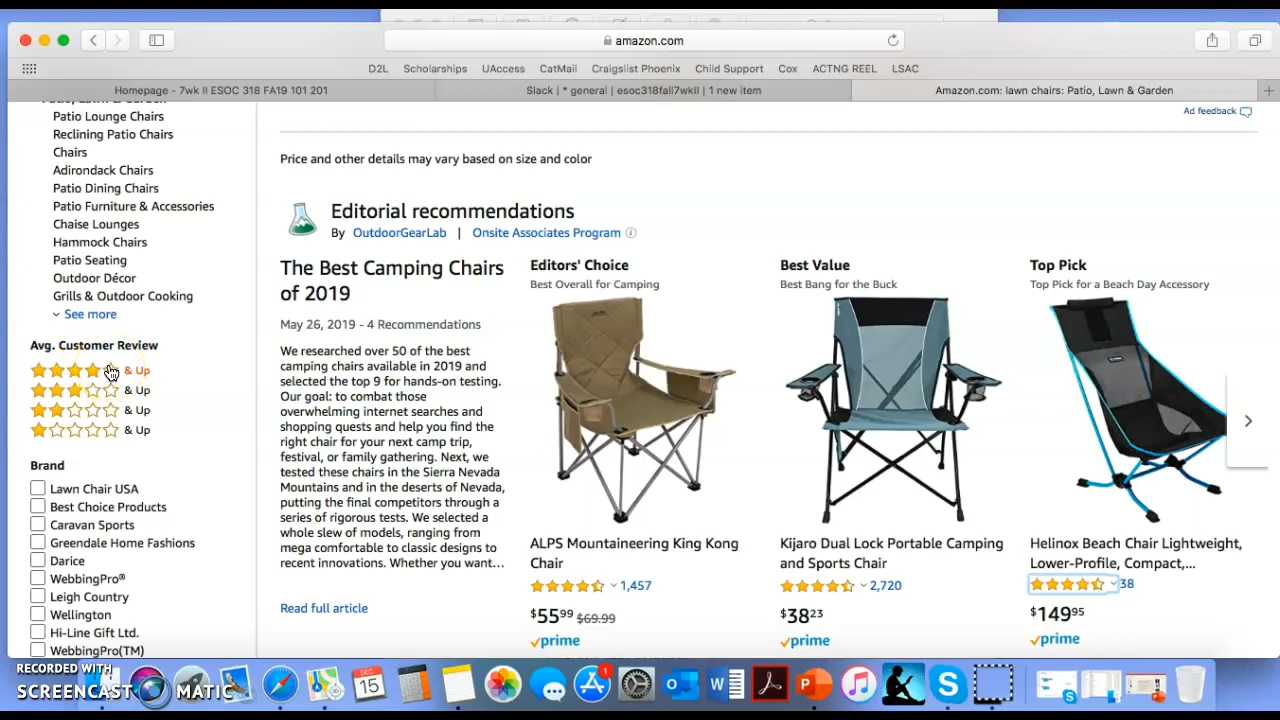 amazon.com
D2L Scholarships UAccess CatMail Craigslist Phoenix Child Support Cox ACTNG REEL LSAC
Homepage - 7wk II ESOC 318 FA19 101 201
Slack | * general | esoc318fall7wkII | 1 new item
Amazon.com: lawn chairs: Patio, Lawn & Garden
Patio, Lawn & Garden
Patio Lounge Chairs
Reclining Patio Chairs
Chairs
Adirondack Chairs
Patio Dining Chairs
Patio Furniture & Accessories
Chaise Lounges
Hammock Chairs
Patio Seating
Outdoor Décor
Grills & Outdoor Cooking
See more
Avg. Customer Review
& Up
& Up
& Up
& Up
Brand
Lawn Chair USA
Best Choice Products
Caravan Sports
Greendale Home Fashions
Darice
WebbingPro®
Leigh Country
Wellington
Hi-Line Gift Ltd.
WebbingPro(TM)
Ad feedback
Price and other details may vary based on size and color
Editorial recommendations
By OutdoorGearLab | Onsite Associates Program
The Best Camping Chairs
of 2019
May 26, 2019 - 4 Recommendations
We researched over 50 of the best
camping chairs available in 2019 and
selected the top 9 for hands-on testing.
Our goal: to combat those
overwhelming internet searches and
shopping quests and help you find the
right chair for your next camp trip,
festival, or family gathering. Next, we
tested these chairs in the Sierra Nevada
Mountains and in the deserts of Nevada,
putting the final competitors through a
series of rigorous tests. We selected a
whole slew of models, ranging from
mega comfortable to classic designs to
recent innovations. Whether you want...
Read full article
Editors' Choice
Best Overall for Camping
ALPS Mountaineering King Kong
Chair
1,457
$55.99 $69.99
prime
Best Value
Best Bang for the Buck
Kijaro Dual Lock Portable Camping
and Sports Chair
2,720
$38.23
prime
Top Pick
Top Pick for a Beach Day Accessory
Helinox Beach Chair Lightweight,
Lower-Profile, Compact,...
38
$149.95
prime
RECORDED WITH
SCREENCAST MATIC
DEC
15
1